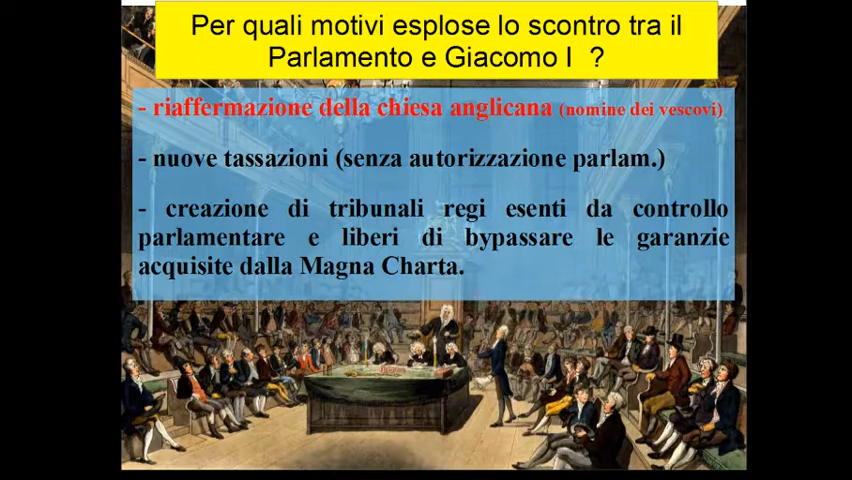 Per quali motivi esplose lo scontro tra il
Parlamento e Giacomo I ?
- riaffermazione della chiesa anglicana (nomine dei vescovi)
- nuove tassazioni (senza autorizzazione parlam.)
- creazione di tribunali regi esenti da controllo
parlamentare e liberi di bypassare le garanzie
acquisite dalla Magna Charta.